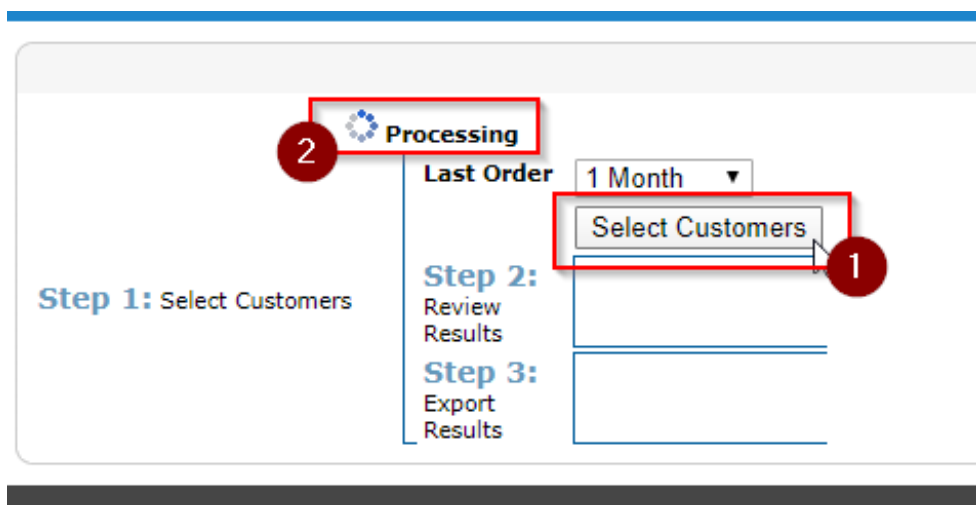 2
Processing
Last Order 1 Month
Select Customers
1
Step 1: Select Customers
Step 2:
Review
Results
Step 3:
Export
Results